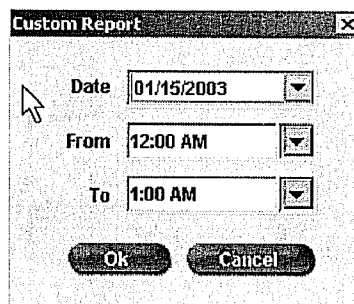 Custom Report
Date 01/15/2003
From 12:00 AM
To 1:00 AM
Ok Cancel